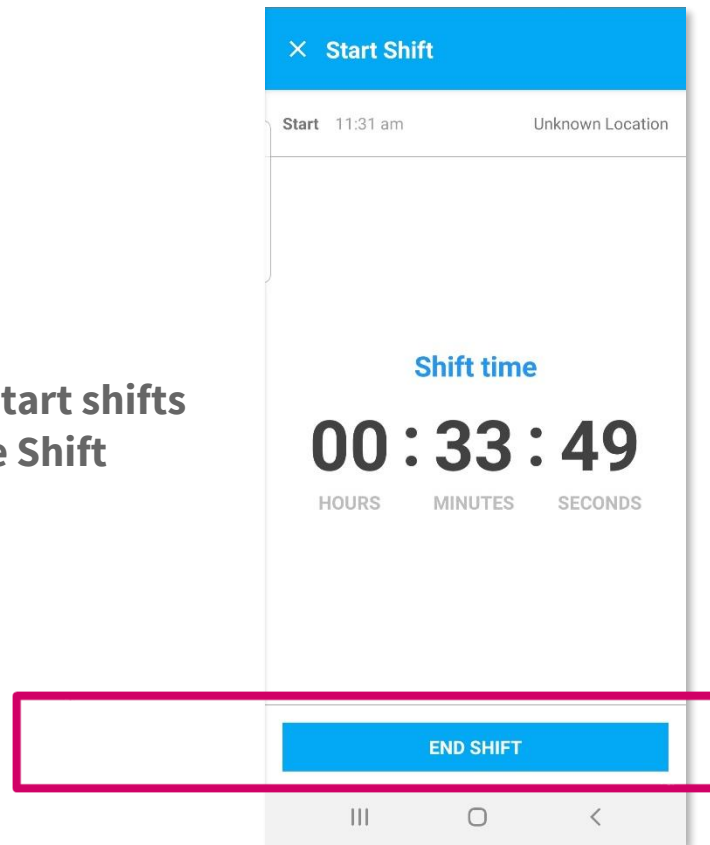 Start Shift
Start 11:31 am Unknown Location
Shift time
00 : 33 : 49
HOURS MINUTES SECONDS
tart shifts
e Shift
END SHIFT